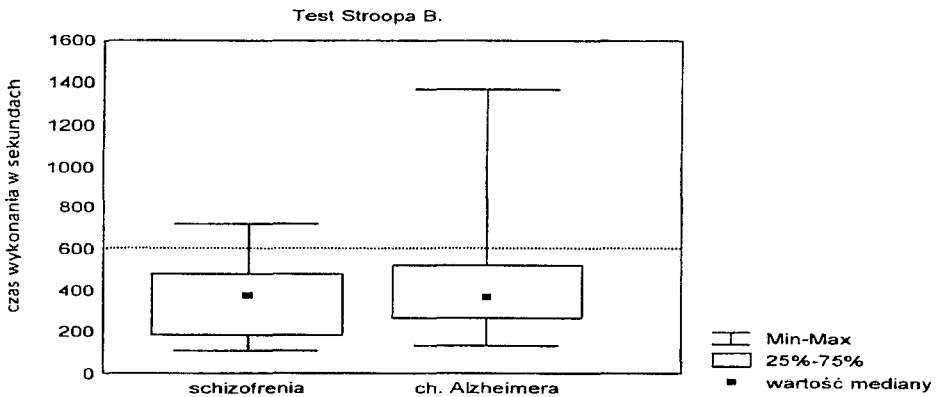 Test Stroopa B.
czas wykonania w sekundach
1600
1400
1200
1000
800
600
400
200
0
schizofrenia
ch. Alzheimera
Min-Max
25%-75%
wartość mediany